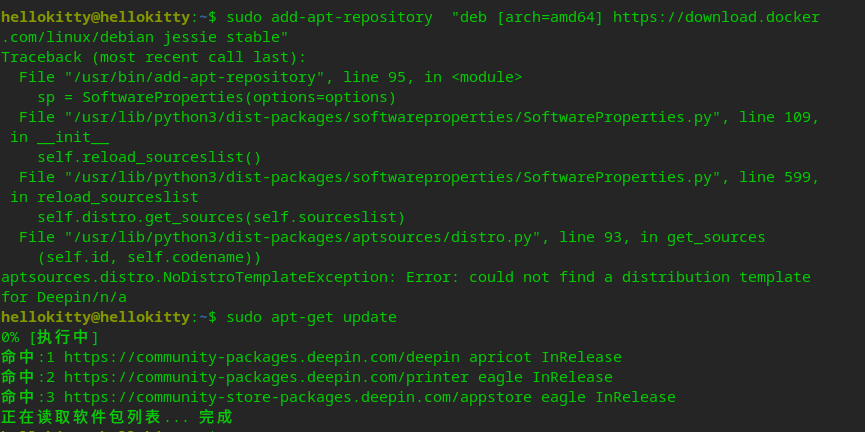 hellokitty@hellokitty:~$ sudo add-apt-repository  "deb [arch=amd64] https://download.docker
.com/linux/debian jessie stable"
Traceback (most recent call last):
  File "/usr/bin/add-apt-repository", line 95, in <module>
    sp = SoftwareProperties(options=options)
  File "/usr/lib/python3/dist-packages/softwareproperties/SoftwareProperties.py", line 109,
 in __init__
    self.reload_sourceslist()
  File "/usr/lib/python3/dist-packages/softwareproperties/SoftwareProperties.py", line 599,
 in reload_sourceslist
    self.distro.get_sources(self.sourceslist)
  File "/usr/lib/python3/dist-packages/aptsources/distro.py", line 93, in get_sources
    (self.id, self.codename))
aptsources.distro.NoDistroTemplateException: Error: could not find a distribution template
for Deepin/n/a
hellokitty@hellokitty:~$ sudo apt-get update
0% [执行中]
命中:1 https://community-packages.deepin.com/deepin apricot InRelease
命中:2 https://community-packages.deepin.com/printer eagle InRelease
命中:3 https://community-store-packages.deepin.com/appstore eagle InRelease
正在读取软件包列表... 完成